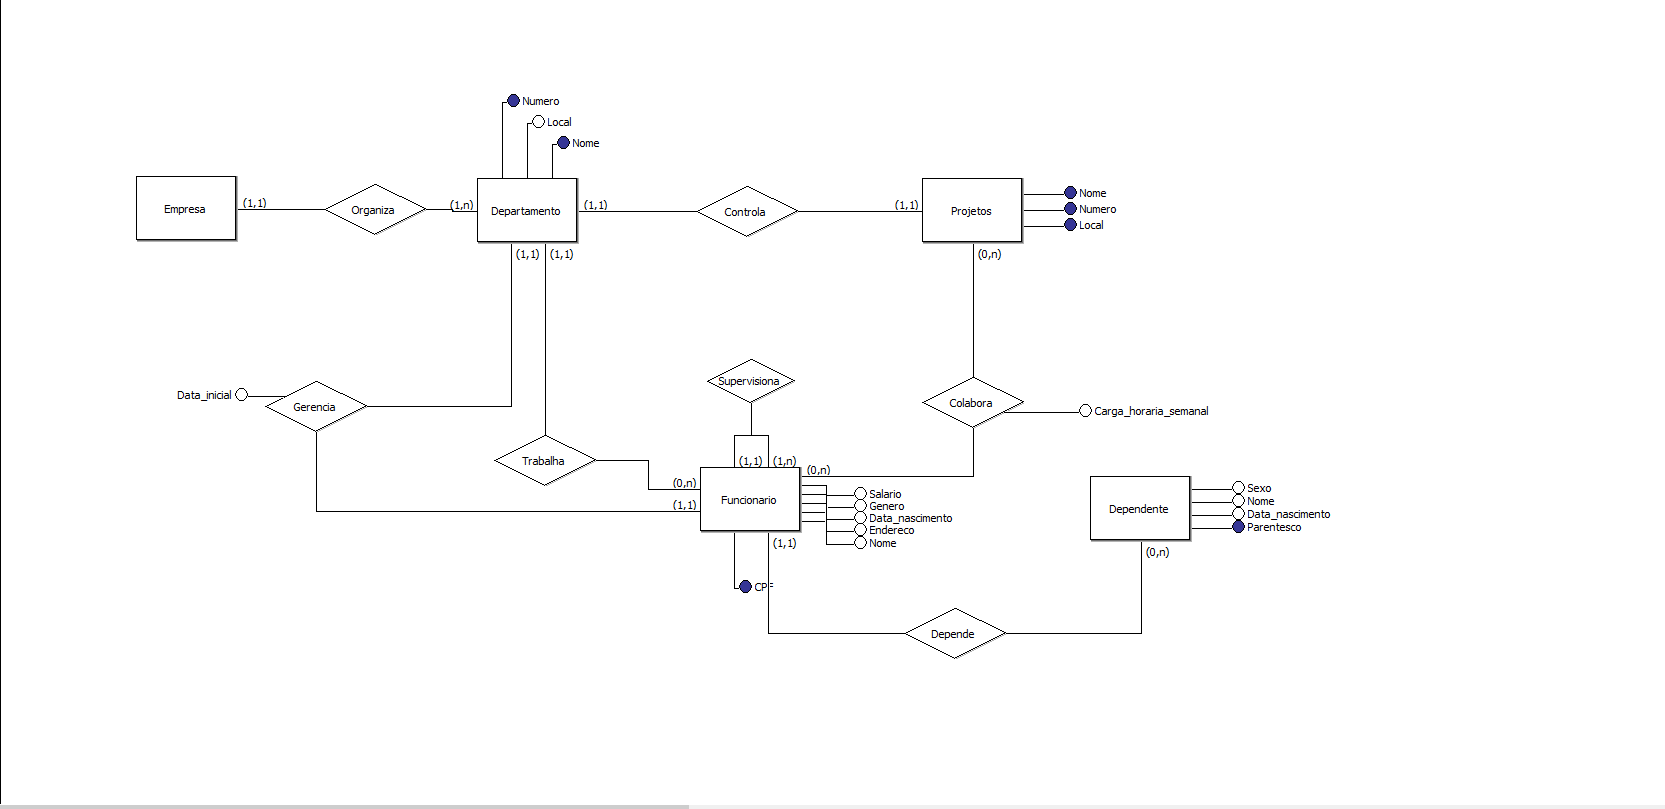 Numero
Local
Nome
Empresa
(1,1)
Organiza
(1,n)
Departamento
(1,1)
Controla
(1,1)
Projetos
Nome
Numero
Local
(1,1)
(1,1)
(0,n)
Data_inicial
Gerencia
Supervisiona
Colabora
Carga_horaria_semanal
Trabalha
(1,1)
(1,n)
(0,n)
(0,n)
(1,1)
Funcionario
Salario
Genero
Data_nascimento
Endereco
Nome
(1,1)
CPF
Dependente
Sexo
Nome
Data_nascimento
Parentesco
(0,n)
Depende